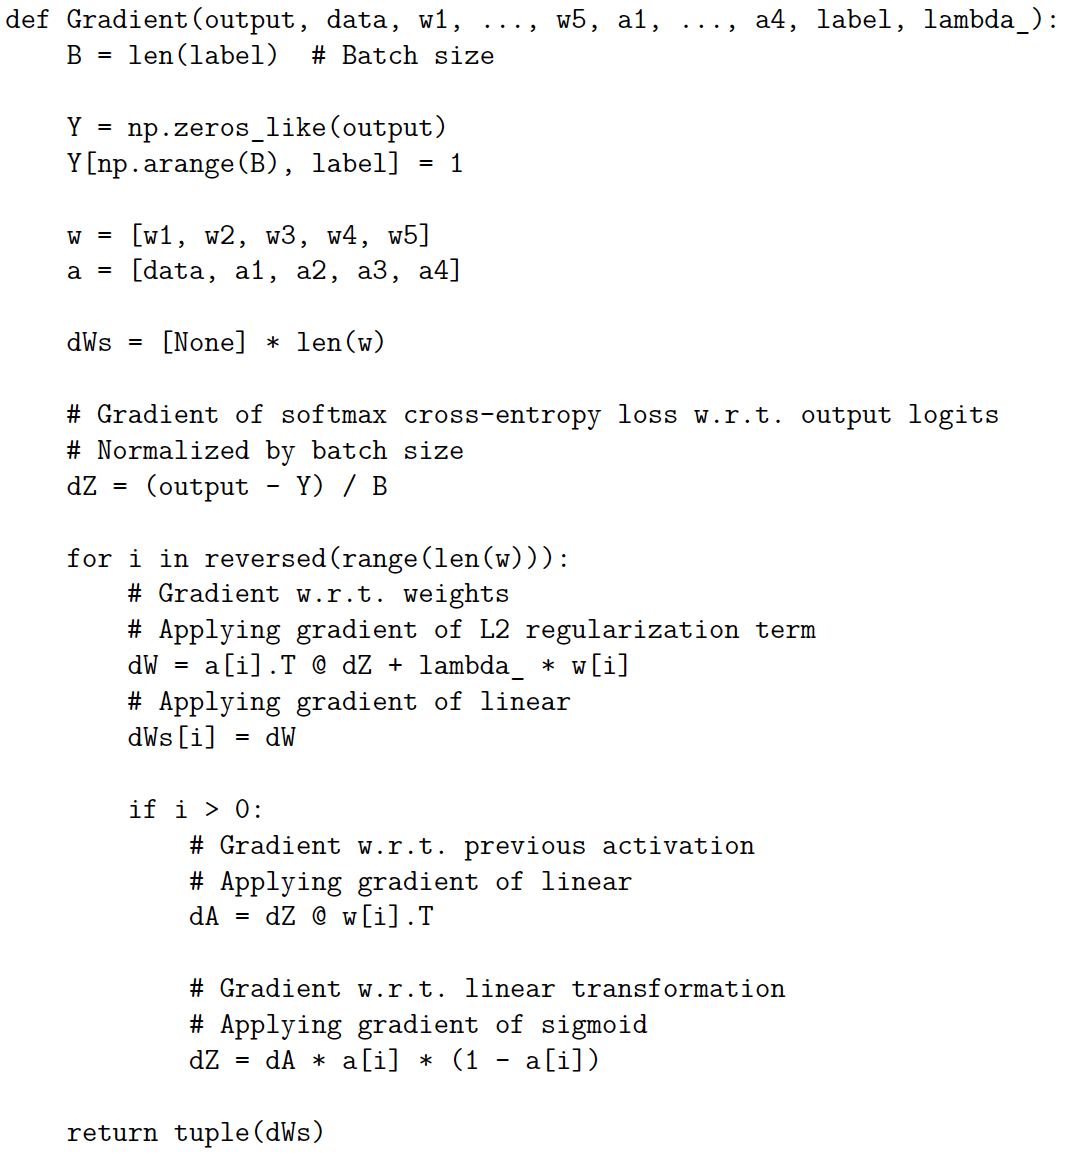 def Gradient(output, data, w1, ..., w5, a1, ..., a4, label, lambda_):
    B = len(label)  # Batch size

    Y = np.zeros_like(output)
    Y[np.arange(B), label] = 1

    w = [w1, w2, w3, w4, w5]
    a = [data, a1, a2, a3, a4]

    dWs = [None] * len(w)

    # Gradient of softmax cross-entropy loss w.r.t. output logits
    # Normalized by batch size
    dZ = (output - Y) / B

    for i in reversed(range(len(w))):
        # Gradient w.r.t. weights
        # Applying gradient of L2 regularization term
        dW = a[i].T @ dZ + lambda_ * w[i]
        # Applying gradient of linear
        dWs[i] = dW

        if i > 0:
            # Gradient w.r.t. previous activation
            # Applying gradient of linear
            dA = dZ @ w[i].T

            # Gradient w.r.t. linear transformation
            # Applying gradient of sigmoid
            dZ = dA * a[i] * (1 - a[i])

    return tuple(dWs)